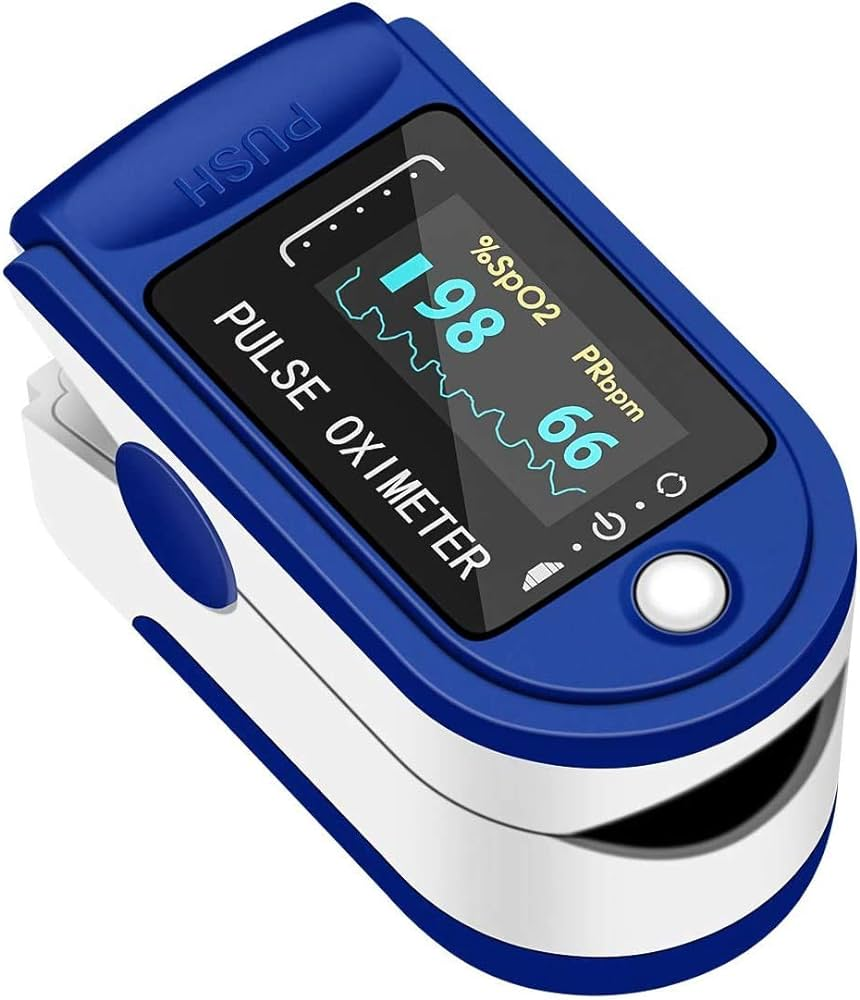 PUSH
%SpO2
98
PRbpm
66
PULSE OXIMETER